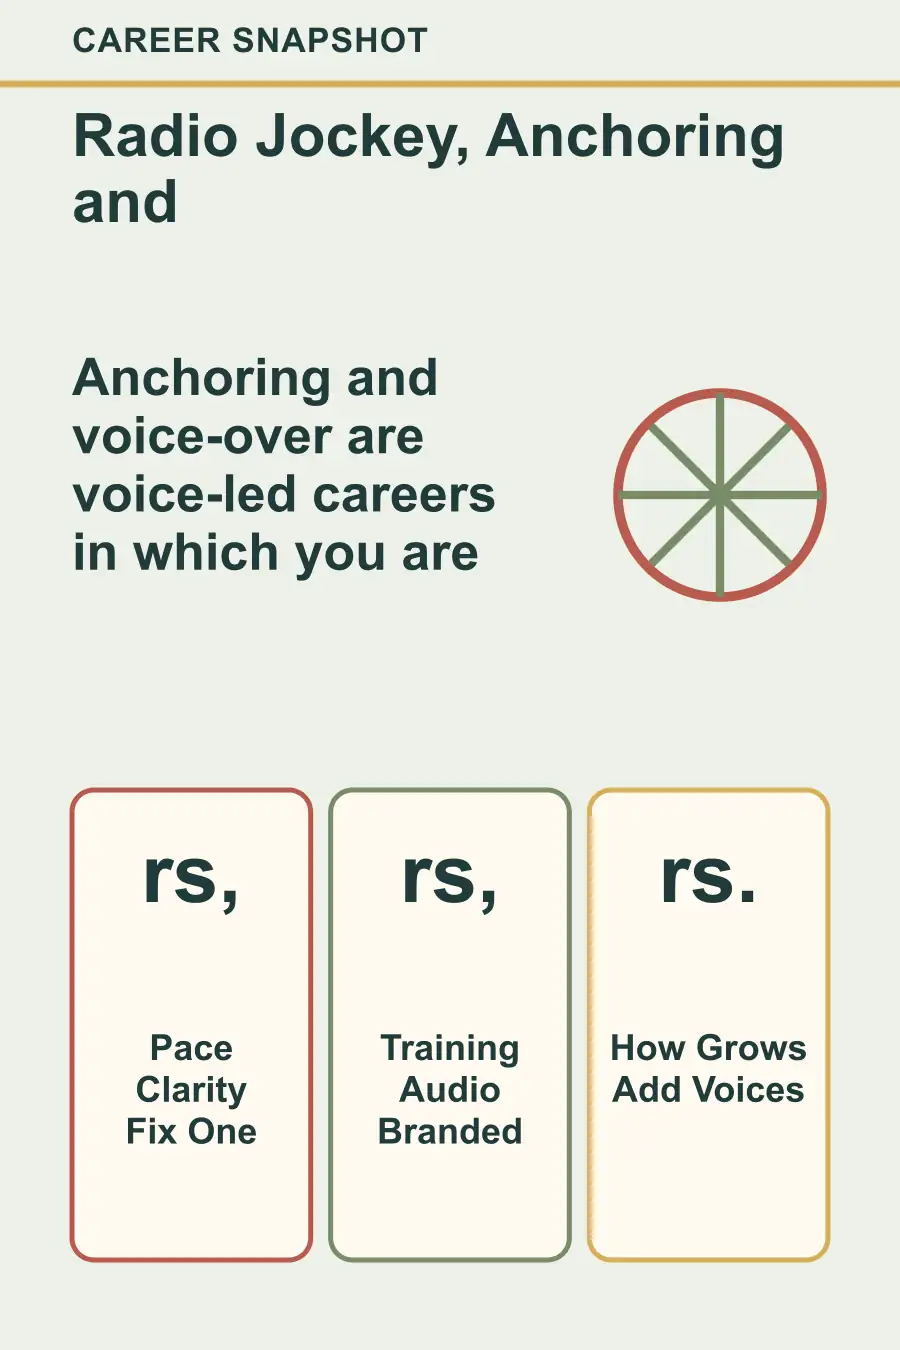 CAREER SNAPSHOT
Radio Jockey, Anchoring
and
Anchoring and
voice-over are
voice-led careers
in which you are
rs,
Pace
Clarity
Fix One
rs,
Training
Audio
Branded
rs.
How Grows
Add Voices